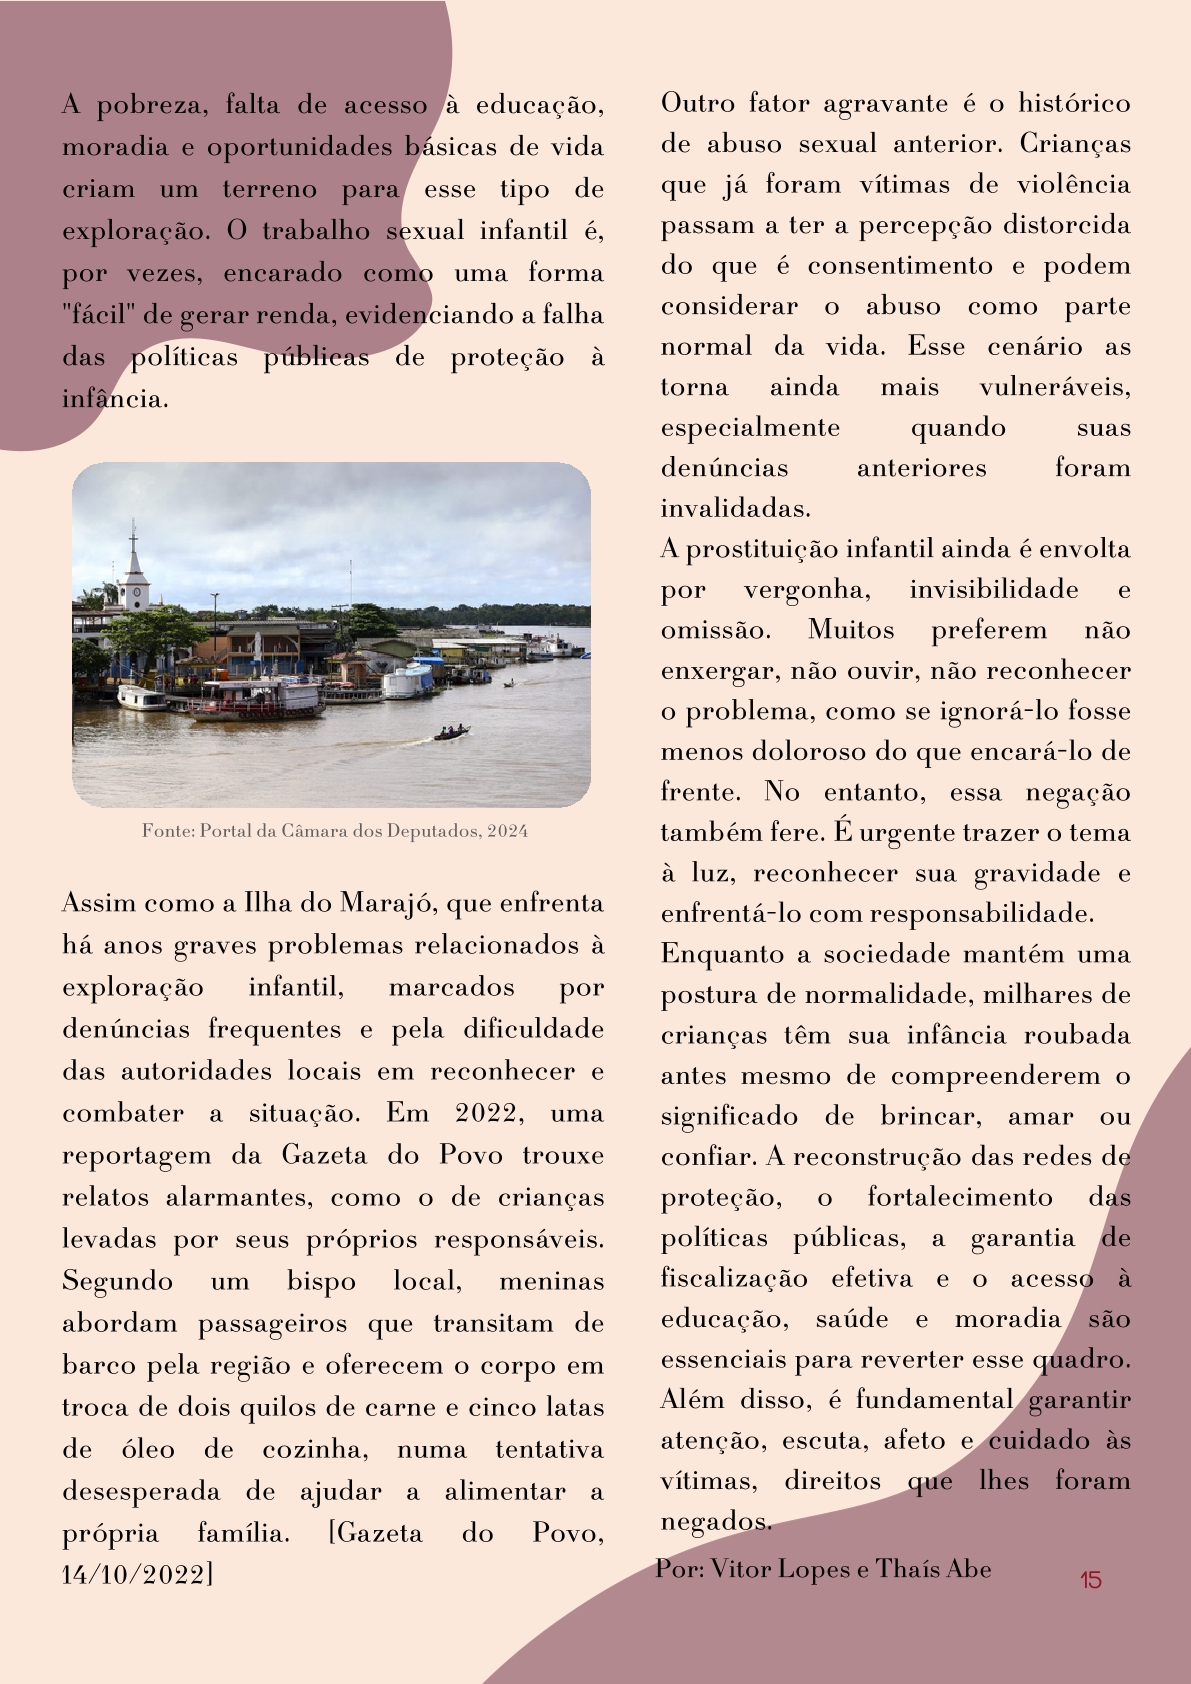 A pobreza, falta de acesso à educação,
moradia e oportunidades básicas de vida
criam um terreno para esse tipo de
exploração. O trabalho sexual infantil é,
por vezes, encarado como uma forma
"fácil" de gerar renda, evidenciando a falha
das políticas públicas de proteção à
infância.
Fonte: Portal da Câmara dos Deputados, 2024
Assim como a Ilha do Marajó, que enfrenta
há anos graves problemas relacionados à
exploração infantil, marcados por
denúncias frequentes e pela dificuldade
das autoridades locais em reconhecer e
combater a situação. Em 2022, uma
reportagem da Gazeta do Povo trouxe
relatos alarmantes, como o de crianças
levadas por seus próprios responsáveis.
Segundo um bispo local, meninas
abordam passageiros que transitam de
barco pela região e oferecem o corpo em
troca de dois quilos de carne e cinco latas
de óleo de cozinha, numa tentativa
desesperada de ajudar a alimentar a
própria família. [Gazeta do Povo,
14/10/2022]
Outro fator agravante é o histórico
de abuso sexual anterior. Crianças
que já foram vítimas de violência
passam a ter a percepção distorcida
do que é consentimento e podem
considerar o abuso como parte
normal da vida. Esse cenário as
torna ainda mais vulneráveis,
especialmente quando suas
denúncias anteriores foram
invalidadas.
A prostituição infantil ainda é envolta
por vergonha, invisibilidade e
omissão. Muitos preferem não
enxergar, não ouvir, não reconhecer
o problema, como se ignorá-lo fosse
menos doloroso do que encará-lo de
frente. No entanto, essa negação
também fere. É urgente trazer o tema
à luz, reconhecer sua gravidade e
enfrentá-lo com responsabilidade.
Enquanto a sociedade mantém uma
postura de normalidade, milhares de
crianças têm sua infância roubada
antes mesmo de compreenderem o
significado de brincar, amar ou
confiar. A reconstrução das redes de
proteção, o fortalecimento das
políticas públicas, a garantia de
fiscalização efetiva e o acesso à
educação, saúde e moradia são
essenciais para reverter esse quadro.
Além disso, é fundamental garantir
atenção, escuta, afeto e cuidado às
vítimas, direitos que lhes foram
negados.
Por: Vitor Lopes e Thaís Abe
15